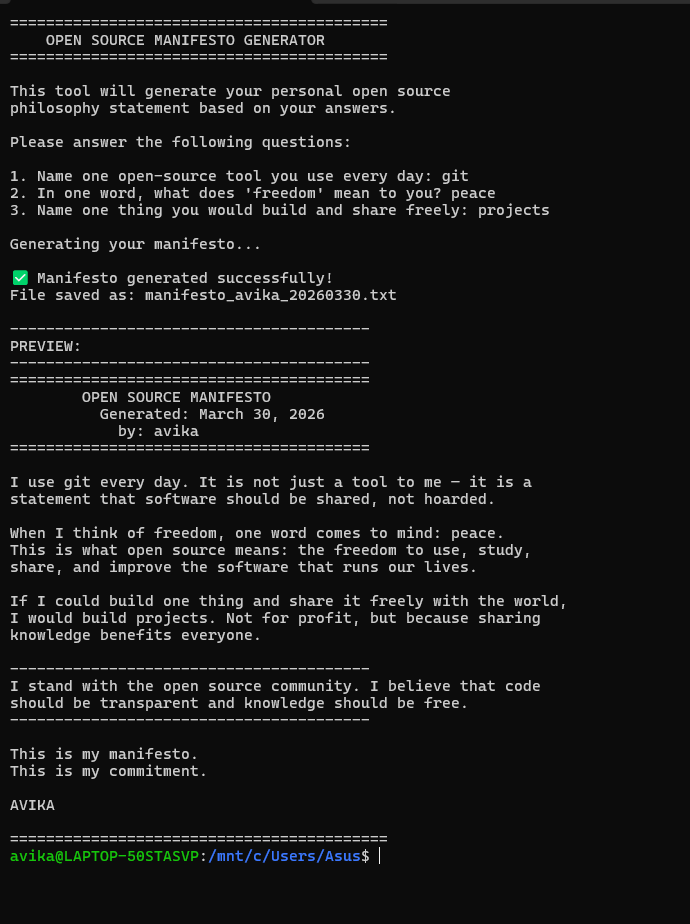 ==========================================
OPEN SOURCE MANIFESTO GENERATOR
==========================================
This tool will generate your personal open source
philosophy statement based on your answers.
Please answer the following questions:
1. Name one open-source tool you use every day: git
2. In one word, what does 'freedom' mean to you? peace
3. Name one thing you would build and share freely: projects
Generating your manifesto...
✅ Manifesto generated successfully!
File saved as: manifesto_avika_20260330.txt
----------------------------------------
PREVIEW:
----------------------------------------
========================================
OPEN SOURCE MANIFESTO
Generated: March 30, 2026
by: avika
========================================
I use git every day. It is not just a tool to me — it is a
statement that software should be shared, not hoarded.
When I think of freedom, one word comes to mind: peace.
This is what open source means: the freedom to use, study,
share, and improve the software that runs our lives.
If I could build one thing and share it freely with the world,
I would build projects. Not for profit, but because sharing
knowledge benefits everyone.
----------------------------------------
I stand with the open source community. I believe that code
should be transparent and knowledge should be free.
----------------------------------------
This is my manifesto.
This is my commitment.
AVIKA
==========================================
avika@LAPTOP-50STASVP:/mnt/c/Users/Asus$